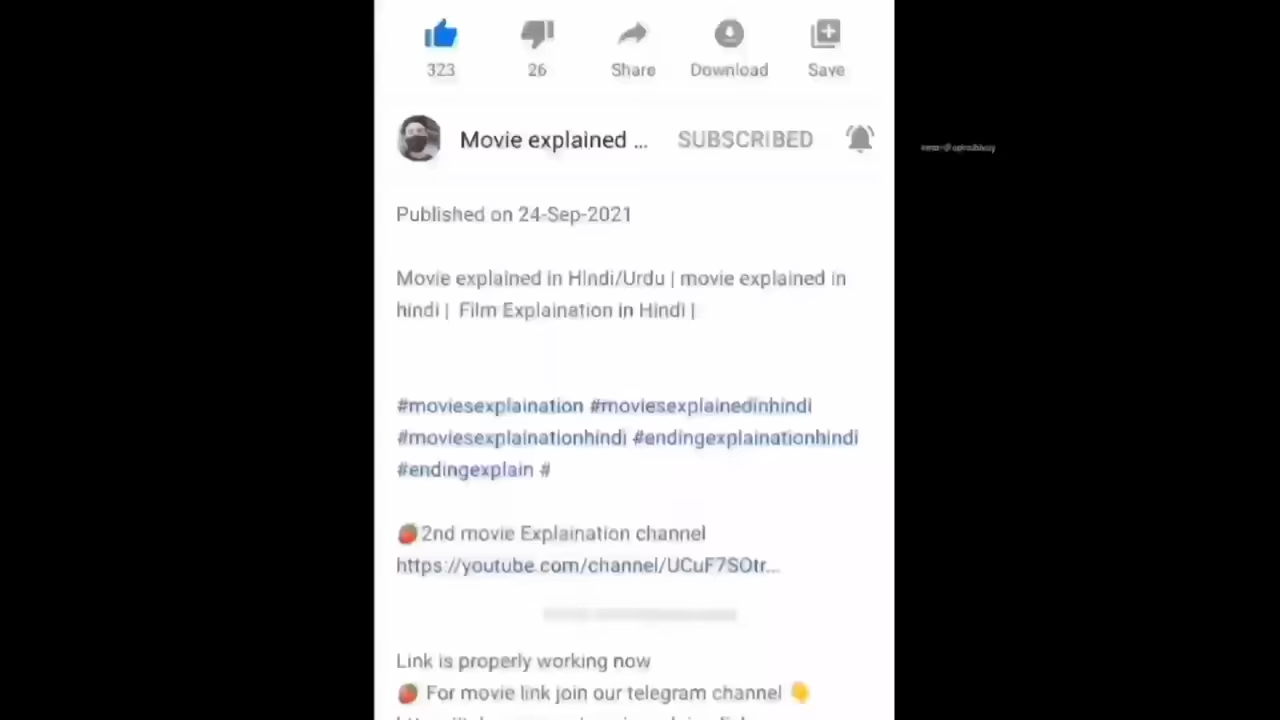 323
26
Share
Download
Save
Movie explained ...
SUBSCRIBED
Published on 24-Sep-2021
Movie explained in Hindi/Urdu | movie explained in
hindi | Film Explaination in Hindi |
#moviesexplaination #moviesexplainedinhindi
#moviesexplainationhindi #endingexplainationhindi
#endingexplain #
2nd movie Explaination channel
https://youtube.com/channel/UCuF7SOtr...
Link is properly working now
For movie link join our telegram channel